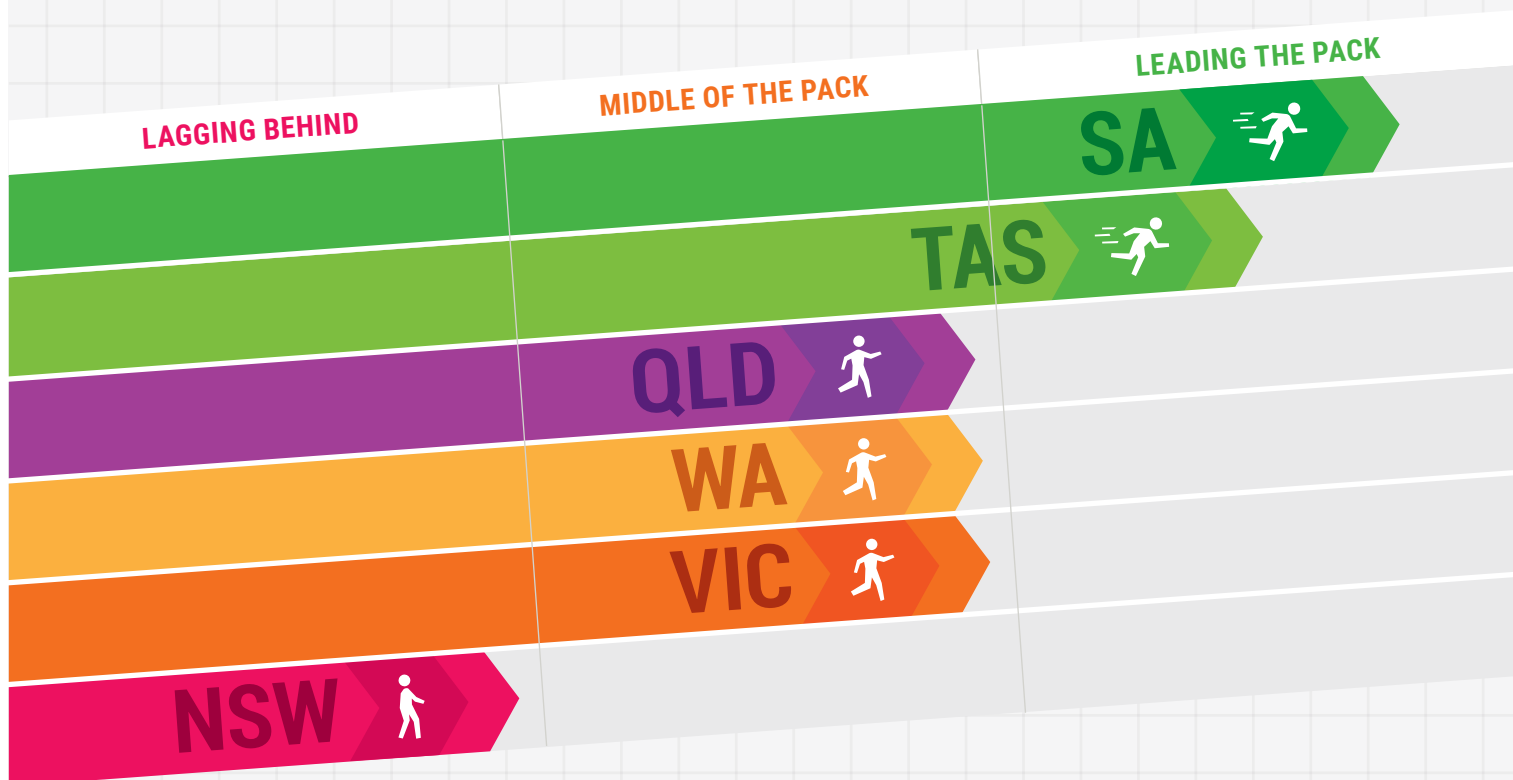 LAGGING BEHIND
MIDDLE OF THE PACK
LEADING THE PACK
SA
TAS
QLD
WA
VIC
NSW